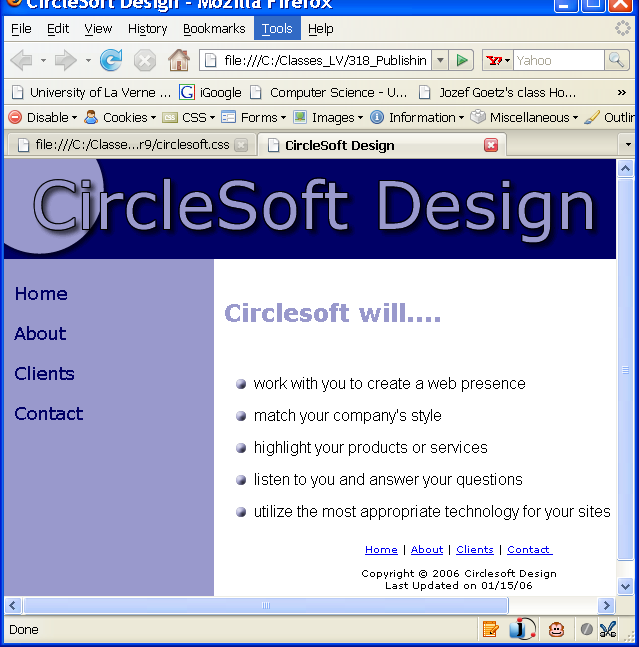 CircleSoft Design - Mozilla Firefox
File Edit View History Bookmarks Tools Help
file:///C:/Classes_LV/318_Publishin Yahoo
University of La Verne ... iGoogle Computer Science - U... Jozef Goetz's class Ho... »
Disable Cookies CSS Forms Images Information Miscellaneous Outlin
file:///C:/Classe...r9/circlesoft.css CircleSoft Design
CircleSoft Design
Home
About
Clients
Contact
Circlesoft will....
work with you to create a web presence
match your company's style
highlight your products or services
listen to you and answer your questions
utilize the most appropriate technology for your sites
Home | About | Clients | Contact
Copyright © 2006 Circlesoft Design
Last Updated on 01/15/06
Done